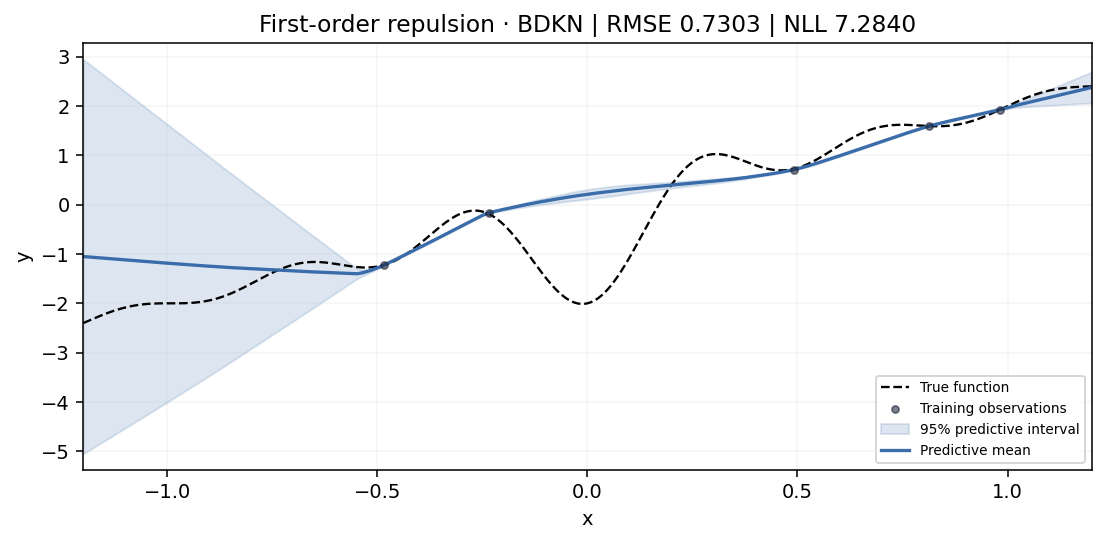 First-order repulsion · BDKN | RMSE 0.7303 | NLL 7.2840
3
2
1
0
−1
−2
−3
−4
−5
y
True function
Training observations
95% predictive interval
Predictive mean
−1.0 −0.5 0.0 0.5 1.0
x